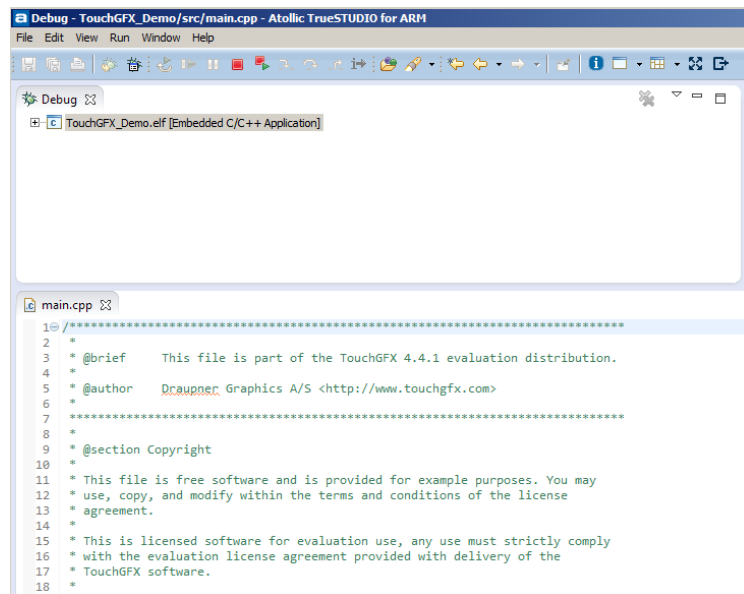 Debug - TouchGFX_Demo/src/main.cpp - Atollic TrueSTUDIO for ARM
File Edit View Run Window Help
Debug
TouchGFX_Demo.elf [Embedded C/C++ Application]
main.cpp
1 /******************************************************************************
2 *
3 * @brief     This file is part of the TouchGFX 4.4.1 evaluation distribution.
4 *
5 * @author    Draupner Graphics A/S <http://www.touchgfx.com>
6 *
7 ******************************************************************************
8 *
9 * @section Copyright
10 *
11 * This file is free software and is provided for example purposes. You may
12 * use, copy, and modify within the terms and conditions of the license
13 * agreement.
14 *
15 * This is licensed software for evaluation use, any use must strictly comply
16 * with the evaluation license agreement provided with delivery of the
17 * TouchGFX software.
18 *